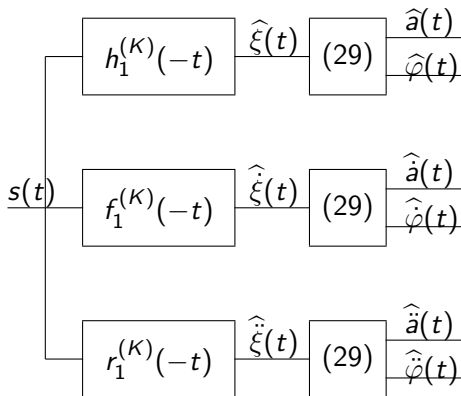 $h_1^{(K)}(-t)$ $\widehat{\xi}(t)$ (29) $\widehat{a}(t)$
$\widehat{\varphi}(t)$
$s(t)$ $f_1^{(K)}(-t)$ $\widehat{\dot{\xi}}(t)$ (29) $\widehat{\dot{a}}(t)$
$\widehat{\dot{\varphi}}(t)$
$r_1^{(K)}(-t)$ $\widehat{\ddot{\xi}}(t)$ (29) $\widehat{\ddot{a}}(t)$
$\widehat{\ddot{\varphi}}(t)$